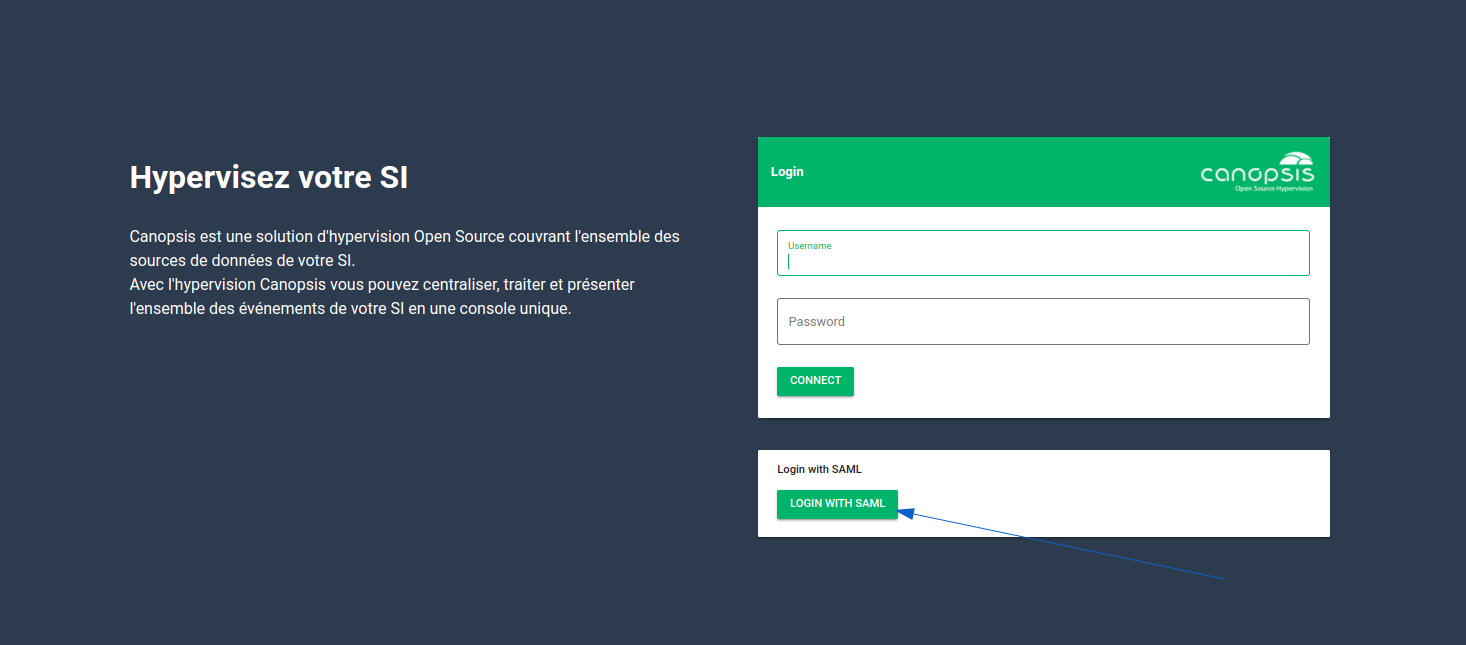 Hypervisez votre SI
Canopsis est une solution d'hypervision Open Source couvrant l'ensemble des
sources de données de votre SI.
Avec l'hypervision Canopsis vous pouvez centraliser, traiter et présenter
l'ensemble des événements de votre SI en une console unique.
Login
canopsis
Open Source Hypervision
Username
Password
CONNECT
Login with SAML
LOGIN WITH SAML